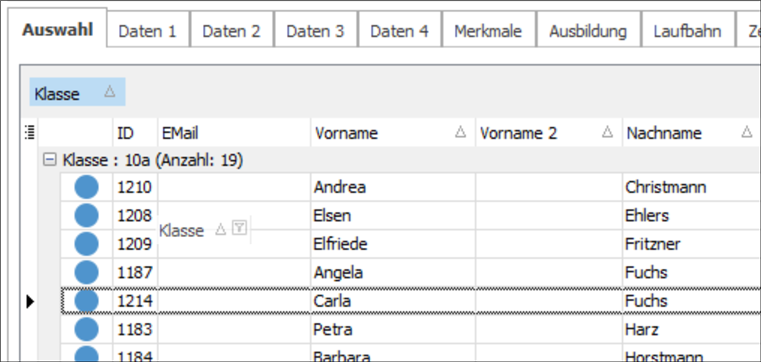 Auswahl Daten 1 Daten 2 Daten 3 Daten 4 Merkmale Ausbildung Laufbahn
Klasse
ID EMail Vorname Vorname 2 Nachname
Klasse : 10a (Anzahl: 19)
1210 Andrea Christmann
1208 Elsen Ehlers
Klasse
1209 Elfriede Fritzner
1187 Angela Fuchs
1214 Carla Fuchs
1183 Petra Harz
1184 Barbara Horstmann